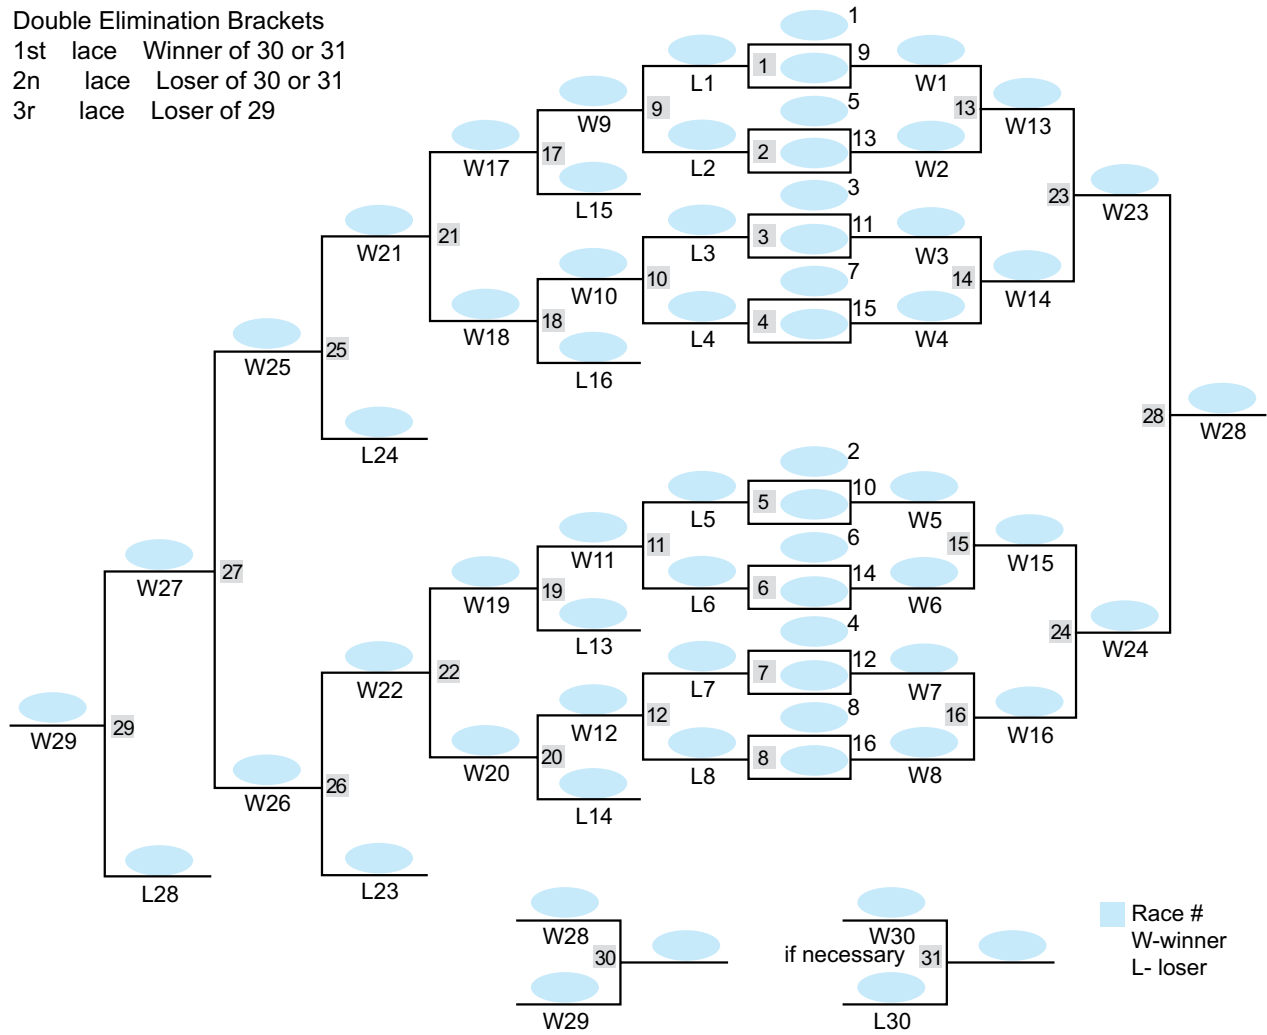 Double Elimination Brackets
1st lace Winner of 30 or 31
2n lace Loser of 30 or 31
3r lace Loser of 29
1
1
9
L1
W1
5
2
13
L2
W2
9
13
W9
W13
17
W17
L15
3
3
11
L3
W3
7
4
15
L4
W4
10
14
W10
W14
18
W18
L16
21
W21
23
W23
25
W25
L24
28
W28
2
5
10
L5
W5
6
6
14
L6
W6
11
15
W11
W15
19
W19
L13
4
7
12
L7
W7
8
8
16
L8
W8
12
16
W12
W16
20
W20
L14
22
W22
24
W24
27
W27
26
W26
L23
29
W29
L28
W28
30
W29
W30
if necessary 31
L30
Race #
W-winner
L- loser